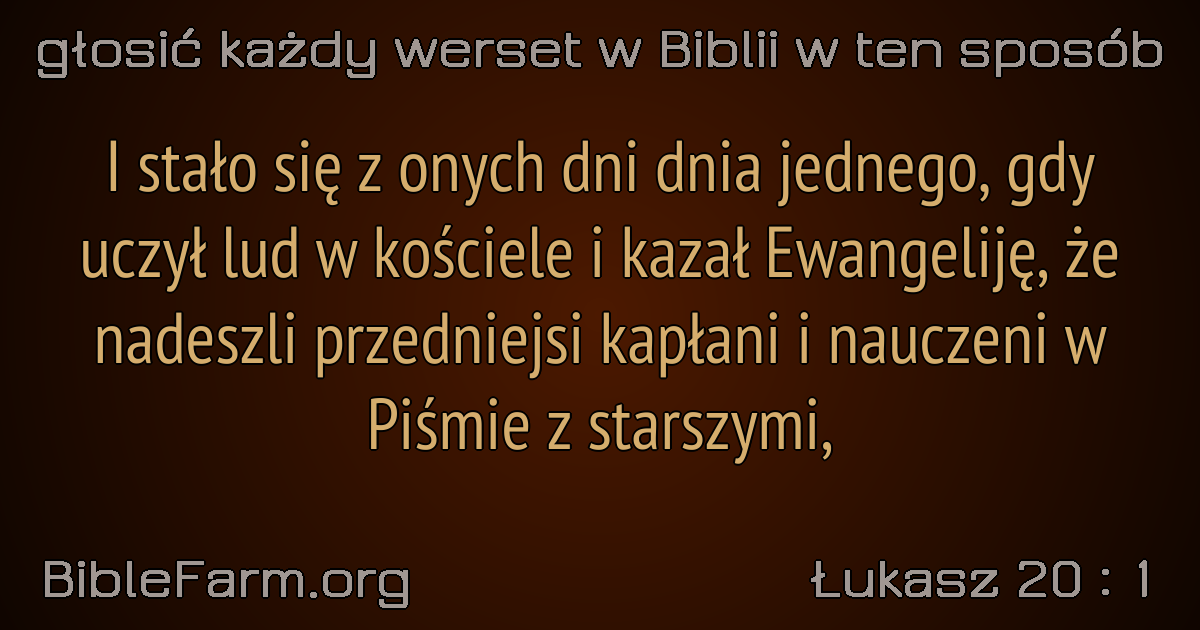 głosić każdy werset w Biblii w ten sposób
I stało się z onych dni dnia jednego, gdy
uczył lud w kościele i kazał Ewangeliję, że
nadeszli przedniejsi kapłani i nauczeni w
Piśmie z starszymi,
BibleFarm.org
Łukasz 20 : 1